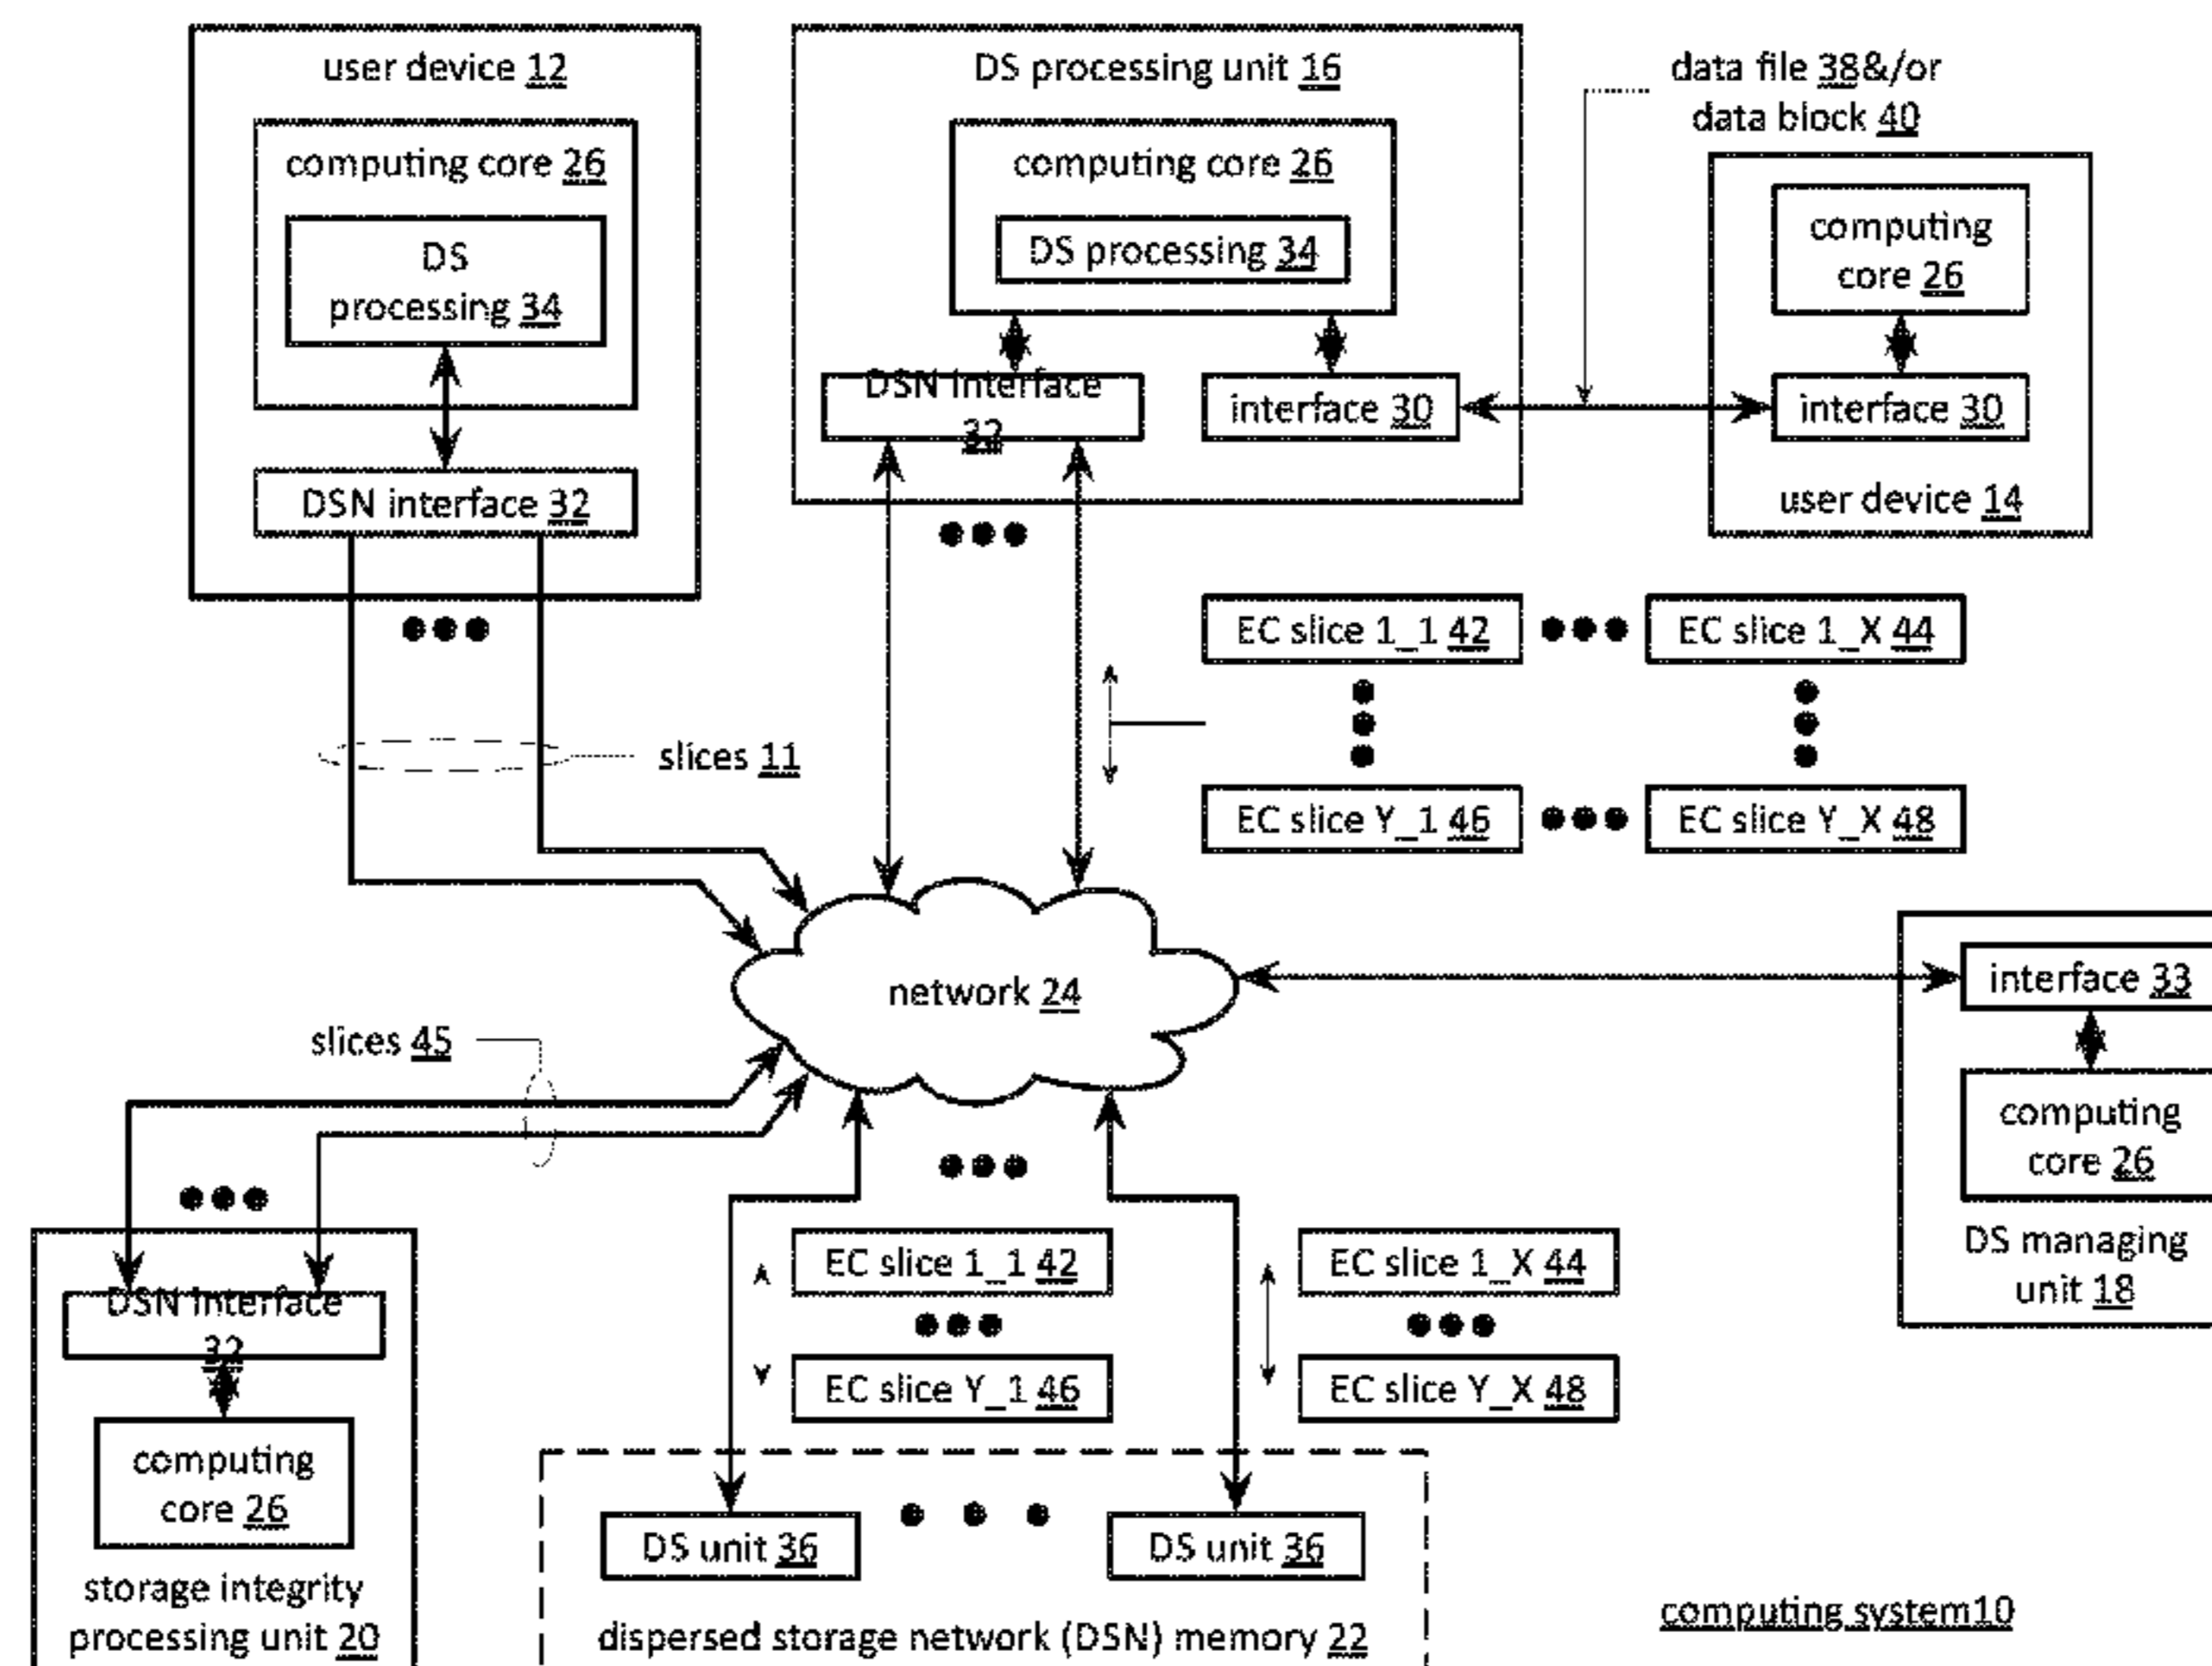 user device 12
computing core 26
DS
processing 34
DSN interface 32
DS processing unit 16
computing core 26
DS processing 34
DSN interface
32
interface 30
data file 38&/or
data block 40
computing
core 26
interface 30
user device 14
EC slice 1_1 42
EC slice 1_X 44
EC slice Y_1 46
EC slice Y_X 48
slices 11
network 24
interface 33
computing
core 26
DS managing
unit 18
slices 45
DSN interface
32
computing
core 26
storage integrity
processing unit 20
EC slice 1_1 42
EC slice Y_1 46
EC slice 1_X 44
EC slice Y_X 48
DS unit 36
DS unit 36
dispersed storage network (DSN) memory 22
computing system10